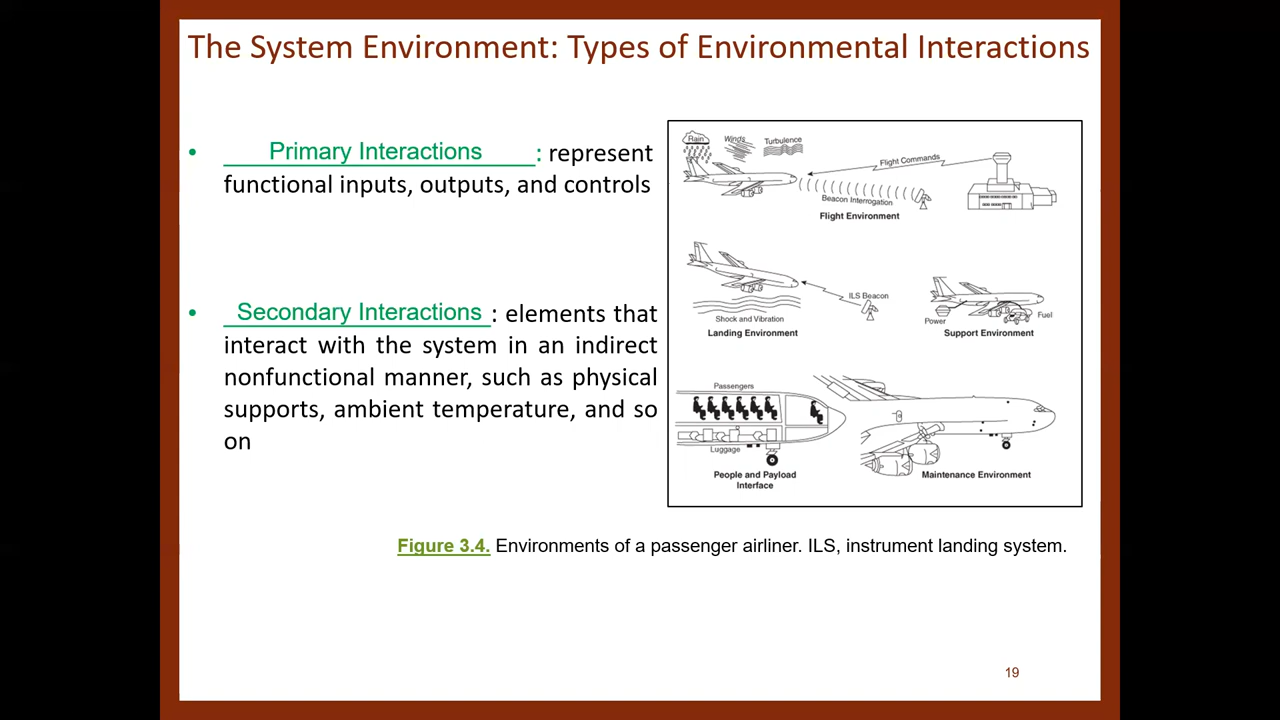 The System Environment: Types of Environmental Interactions
• Primary Interactions: represent
functional inputs, outputs, and controls
• Secondary Interactions: elements that
interact with the system in an indirect
nonfunctional manner, such as physical
supports, ambient temperature, and so
on
Rain
Winds
Turbulence
Flight Commands
Beacon Interrogation
Flight Environment
ILS Beacon
Shock and Vibration
Landing Environment
Power
Fuel
Support Environment
Passengers
Luggage
People and Payload
Interface
Maintenance Environment
Figure 3.4. Environments of a passenger airliner. ILS, instrument landing system.
19